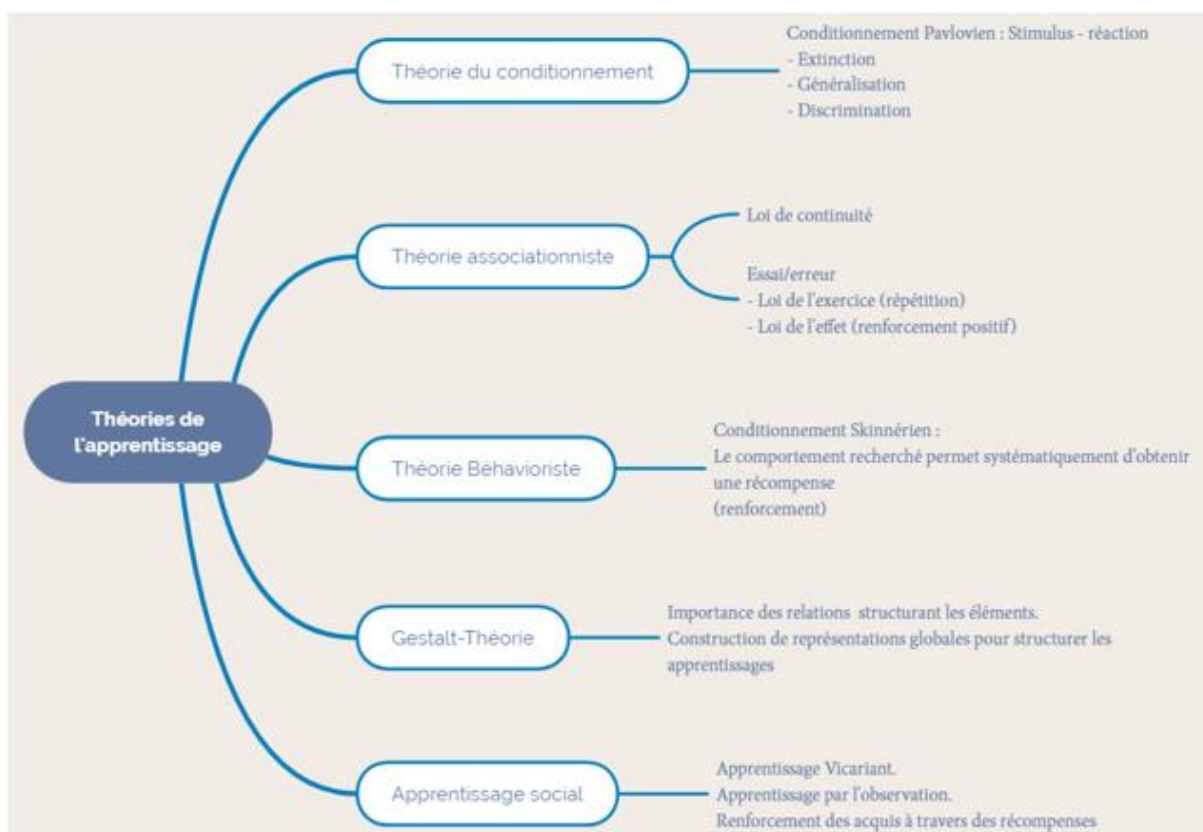 Théories de
l'apprentissage
Théorie du conditionnement
Conditionnement Pavlovien : Stimulus - réaction
- Extinction
- Généralisation
- Discrimination
Théorie associationniste
Loi de continuité
Essai/erreur
- Loi de l'exercice (répétition)
- Loi de l'effet (renforcement positif)
Théorie Béhavioriste
Conditionnement Skinnérien :
Le comportement recherché permet systématiquement d'obtenir
une récompense
(renforcement)
Gestalt-Théorie
Importance des relations structurant les éléments.
Construction de représentations globales pour structurer les
apprentissages
Apprentissage social
Apprentissage Vicariant.
Apprentissage par l'observation.
Renforcement des acquis à travers des récompenses